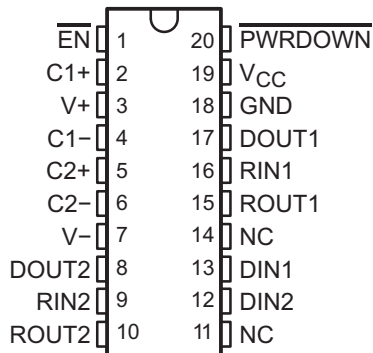 EN 1 20 PWRDOWN
C1+ 2 19 VCC
V+ 3 18 GND
C1− 4 17 DOUT1
C2+ 5 16 RIN1
C2− 6 15 ROUT1
V− 7 14 NC
DOUT2 8 13 DIN1
RIN2 9 12 DIN2
ROUT2 10 11 NC